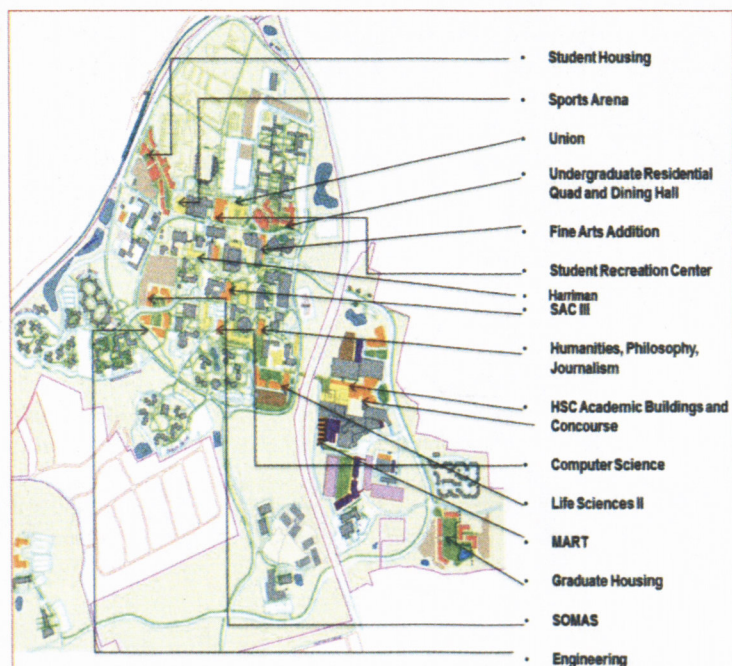 • Student Housing
• Sports Arena
• Union
• Undergraduate Residential
Quad and Dining Hall
• Fine Arts Addition
• Student Recreation Center
• Harriman
• SAC III
• Humanities, Philosophy,
Journalism
• HSC Academic Buildings and
Concourse
• Computer Science
• Life Sciences II
• MART
• Graduate Housing
• SOMAS
• Engineering